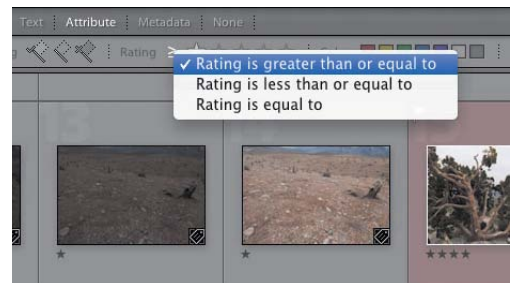 Text Attribute Metadata None
Rating
✓ Rating is greater than or equal to
Rating is less than or equal to
Rating is equal to
13